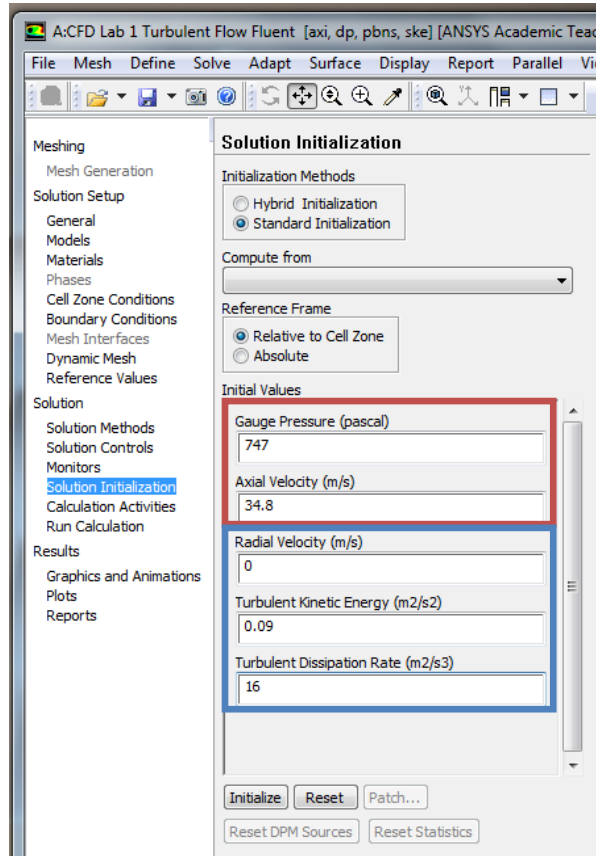 A:CFD Lab 1 Turbulent Flow Fluent [axi, dp, pbns, ske] [ANSYS Academic Teac
File Mesh Define Solve Adapt Surface Display Report Parallel Vi
Meshing
Mesh Generation
Solution Setup
General
Models
Materials
Phases
Cell Zone Conditions
Boundary Conditions
Mesh Interfaces
Dynamic Mesh
Reference Values
Solution
Solution Methods
Solution Controls
Monitors
Solution Initialization
Calculation Activities
Run Calculation
Results
Graphics and Animations
Plots
Reports
Solution Initialization
Initialization Methods
Hybrid Initialization
Standard Initialization
Compute from
Reference Frame
Relative to Cell Zone
Absolute
Initial Values
Gauge Pressure (pascal)
747
Axial Velocity (m/s)
34.8
Radial Velocity (m/s)
0
Turbulent Kinetic Energy (m2/s2)
0.09
Turbulent Dissipation Rate (m2/s3)
16
Initialize Reset Patch...
Reset DPM Sources Reset Statistics